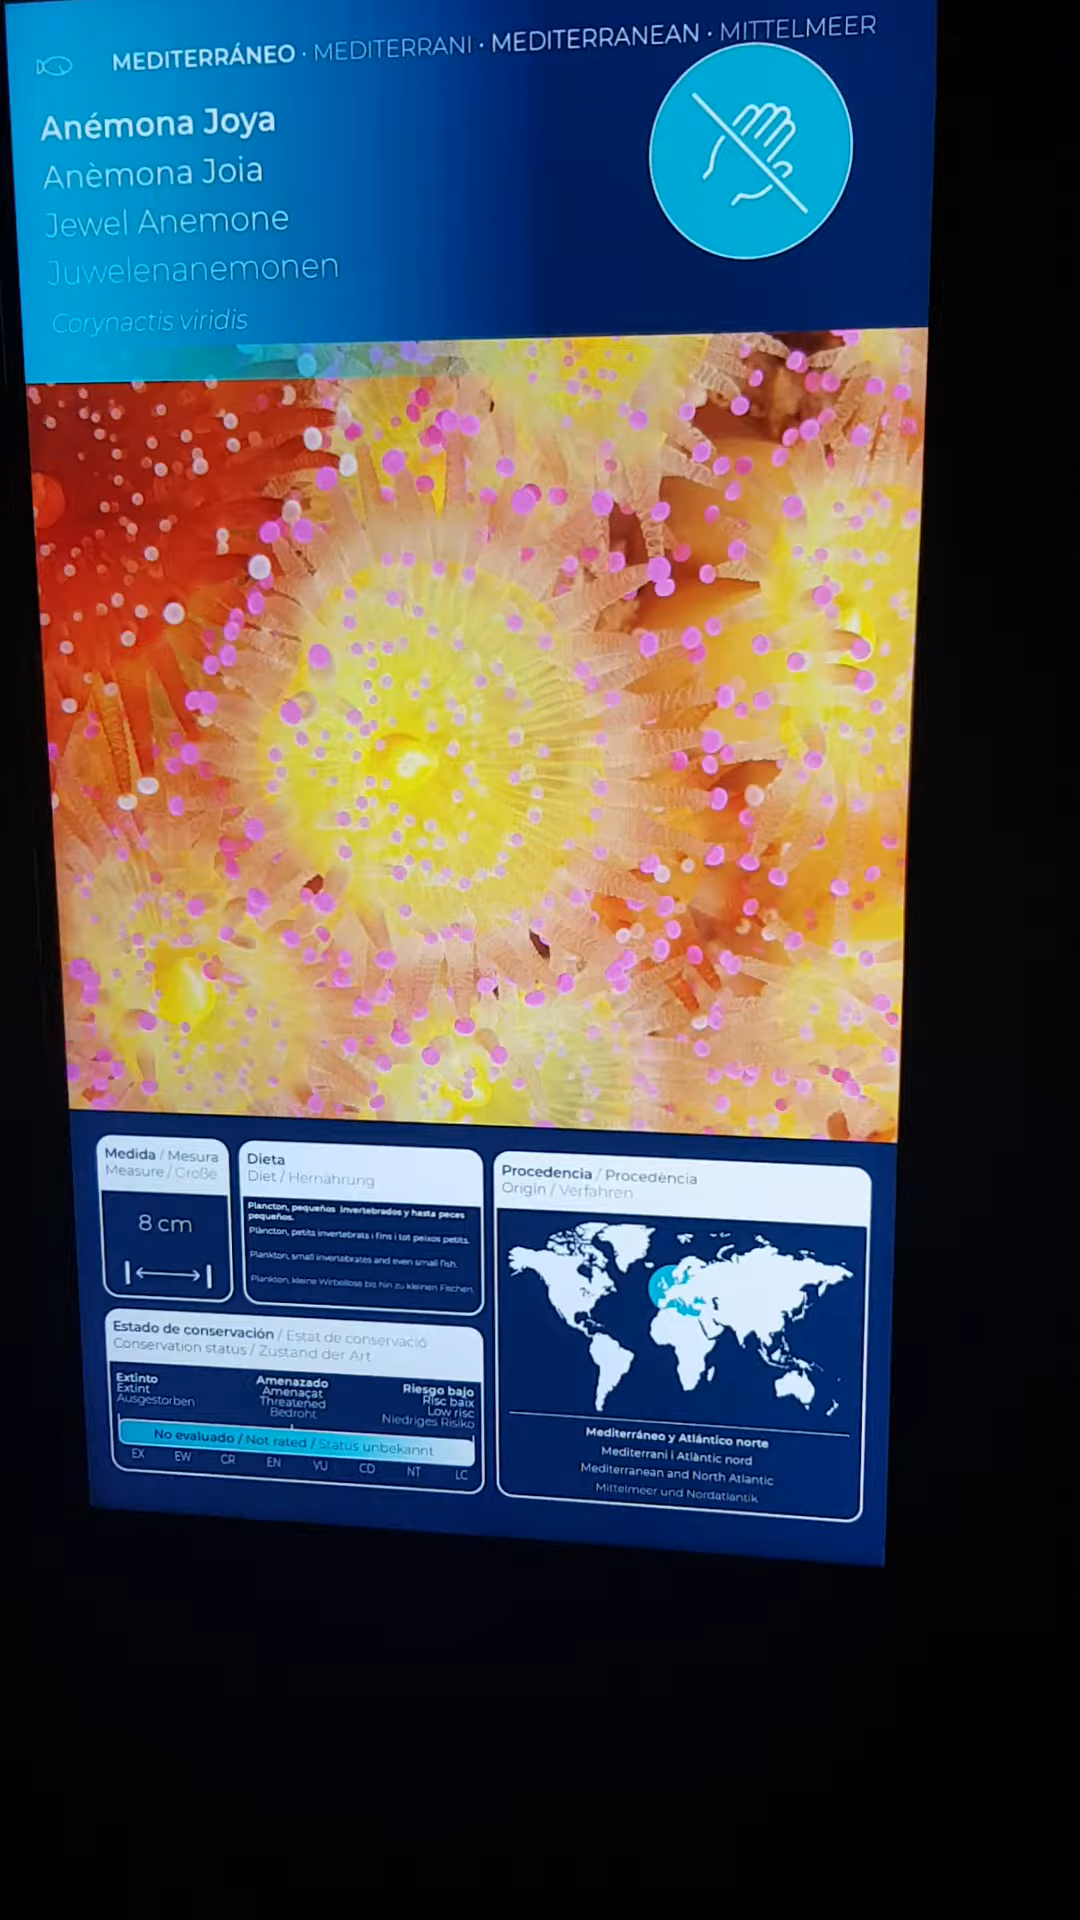 MEDITERRÁNEO · MEDITERRANI · MEDITERRANEAN · MITTELMEER
Anémona Joya
Anèmona Joia
Jewel Anemone
Juwelenanemonen
Corynactis viridis
Medida / Mesura
Measure / Größe
8 cm
Dieta
Diet / Hernährung
Plancton, pequeños invertebrados y hasta peces
pequeños.
Plàncton, petits invertebrats i fins i tot peixos petits.
Plankton, small invertebrates and even small fish.
Plankton, kleine Wirbellose bis hin zu kleinen Fischen.
Procedencia / Procedència
Origin / Verfahren
Mediterráneo y Atlántico norte
Mediterrani i Atlàntic nord
Mediterranean and North Atlantic
Mittelmeer und Nordatlantik
Estado de conservación / Estat de conservació
Conservation status / Zustand der Art
Extinto
Extint
Ausgestorben
Amenazado
Amenaçat
Threatened
Bedroht
Riesgo bajo
Risc baix
Low risc
Niedriges Risiko
No evaluado / Not rated / Status unbekannt
EX EW CR EN VU CD NT LC